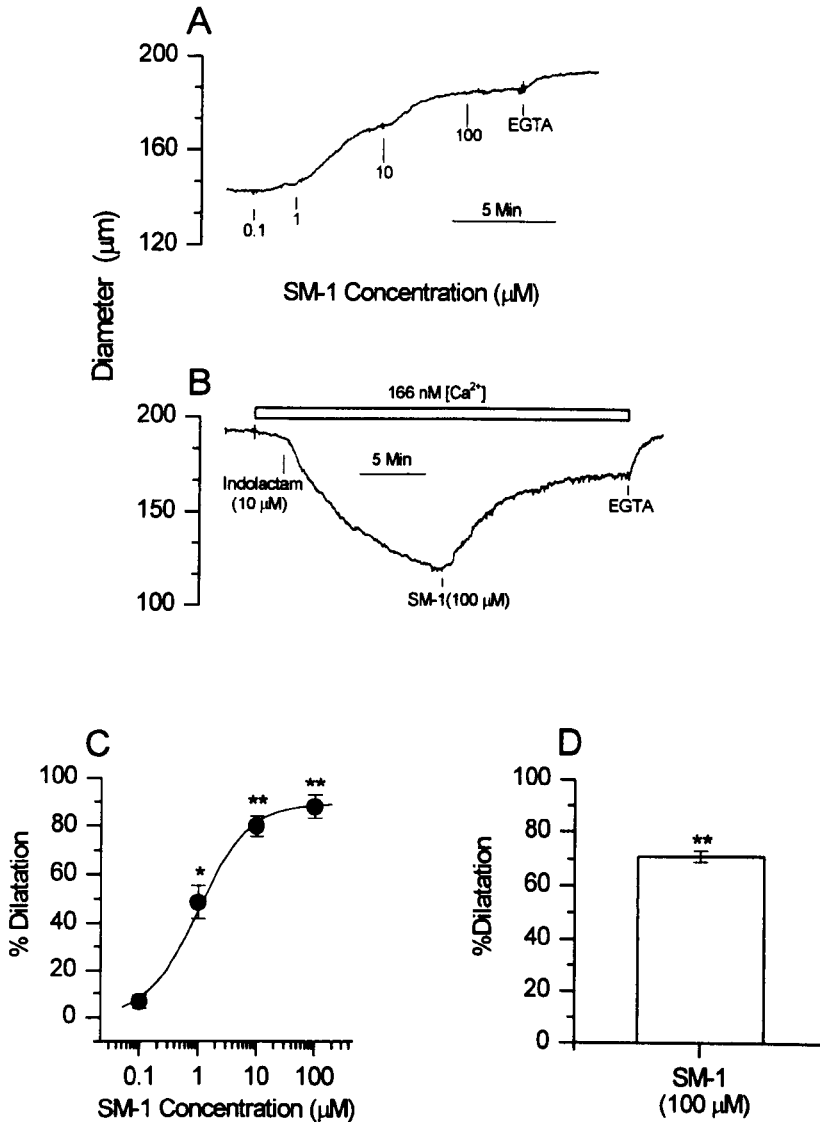 A
200
160
120
0.1
1
10
100
EGTA
5 Min
SM-1 Concentration (μM)
Diameter (μm)
B
166 nM [Ca²⁺]
200
150
100
Indolactam
(10 μM)
5 Min
SM-1(100 μM)
EGTA
C
100
80
60
40
20
0
% Dilatation
*
**
**
0.1 1 10 100
SM-1 Concentration (μM)
D
100
80
60
40
20
0
%Dilatation
**
SM-1
(100 μM)